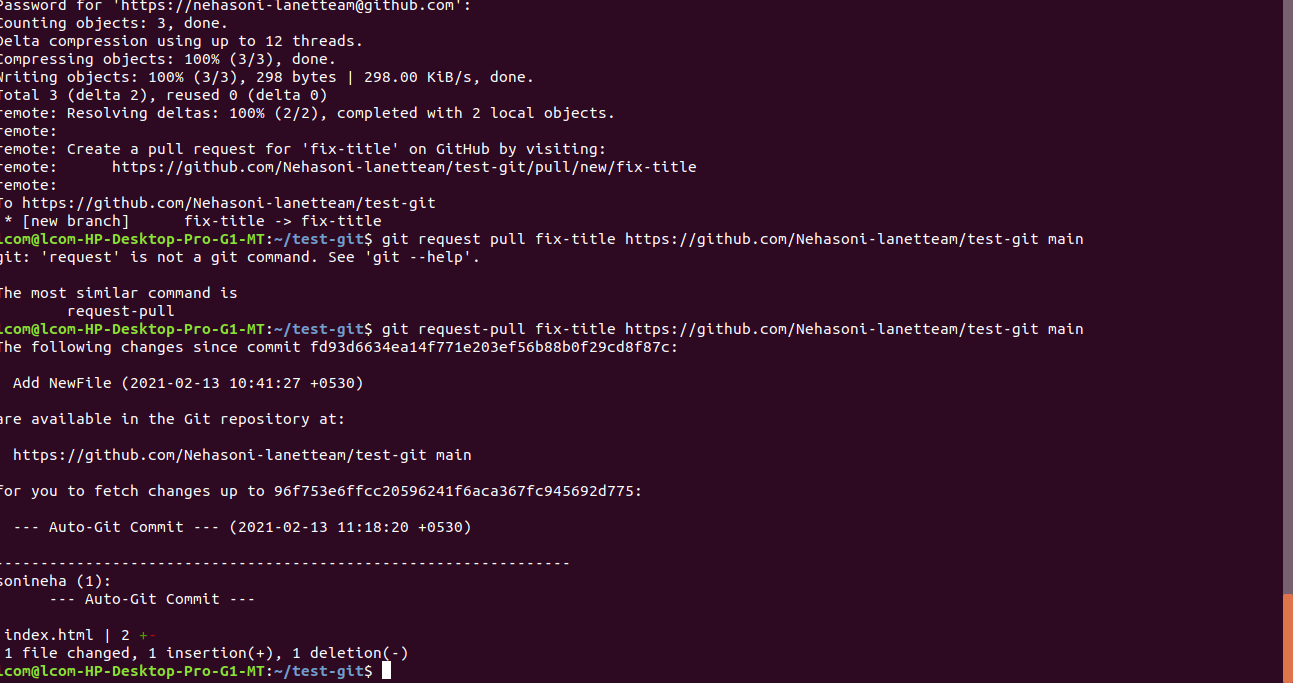 Password for 'https://nehasoni-lanetteam@github.com':
Counting objects: 3, done.
Delta compression using up to 12 threads.
Compressing objects: 100% (3/3), done.
Writing objects: 100% (3/3), 298 bytes | 298.00 KiB/s, done.
Total 3 (delta 2), reused 0 (delta 0)
remote: Resolving deltas: 100% (2/2), completed with 2 local objects.
remote:
remote: Create a pull request for 'fix-title' on GitHub by visiting:
remote:      https://github.com/Nehasoni-lanetteam/test-git/pull/new/fix-title
remote:
To https://github.com/Nehasoni-lanetteam/test-git
 * [new branch]      fix-title -> fix-title
lcom@lcom-HP-Desktop-Pro-G1-MT:~/test-git$ git request pull fix-title https://github.com/Nehasoni-lanetteam/test-git main
git: 'request' is not a git command. See 'git --help'.
The most similar command is
        request-pull
lcom@lcom-HP-Desktop-Pro-G1-MT:~/test-git$ git request-pull fix-title https://github.com/Nehasoni-lanetteam/test-git main
The following changes since commit fd93d6634ea14f771e203ef56b88b0f29cd8f87c:
  Add NewFile (2021-02-13 10:41:27 +0530)
are available in the Git repository at:
  https://github.com/Nehasoni-lanetteam/test-git main
for you to fetch changes up to 96f753e6ffcc20596241f6aca367fc945692d775:
  --- Auto-Git Commit --- (2021-02-13 11:18:20 +0530)
----------------------------------------------------------------
sonineha (1):
      --- Auto-Git Commit ---
 index.html | 2 +-
 1 file changed, 1 insertion(+), 1 deletion(-)
lcom@lcom-HP-Desktop-Pro-G1-MT:~/test-git$